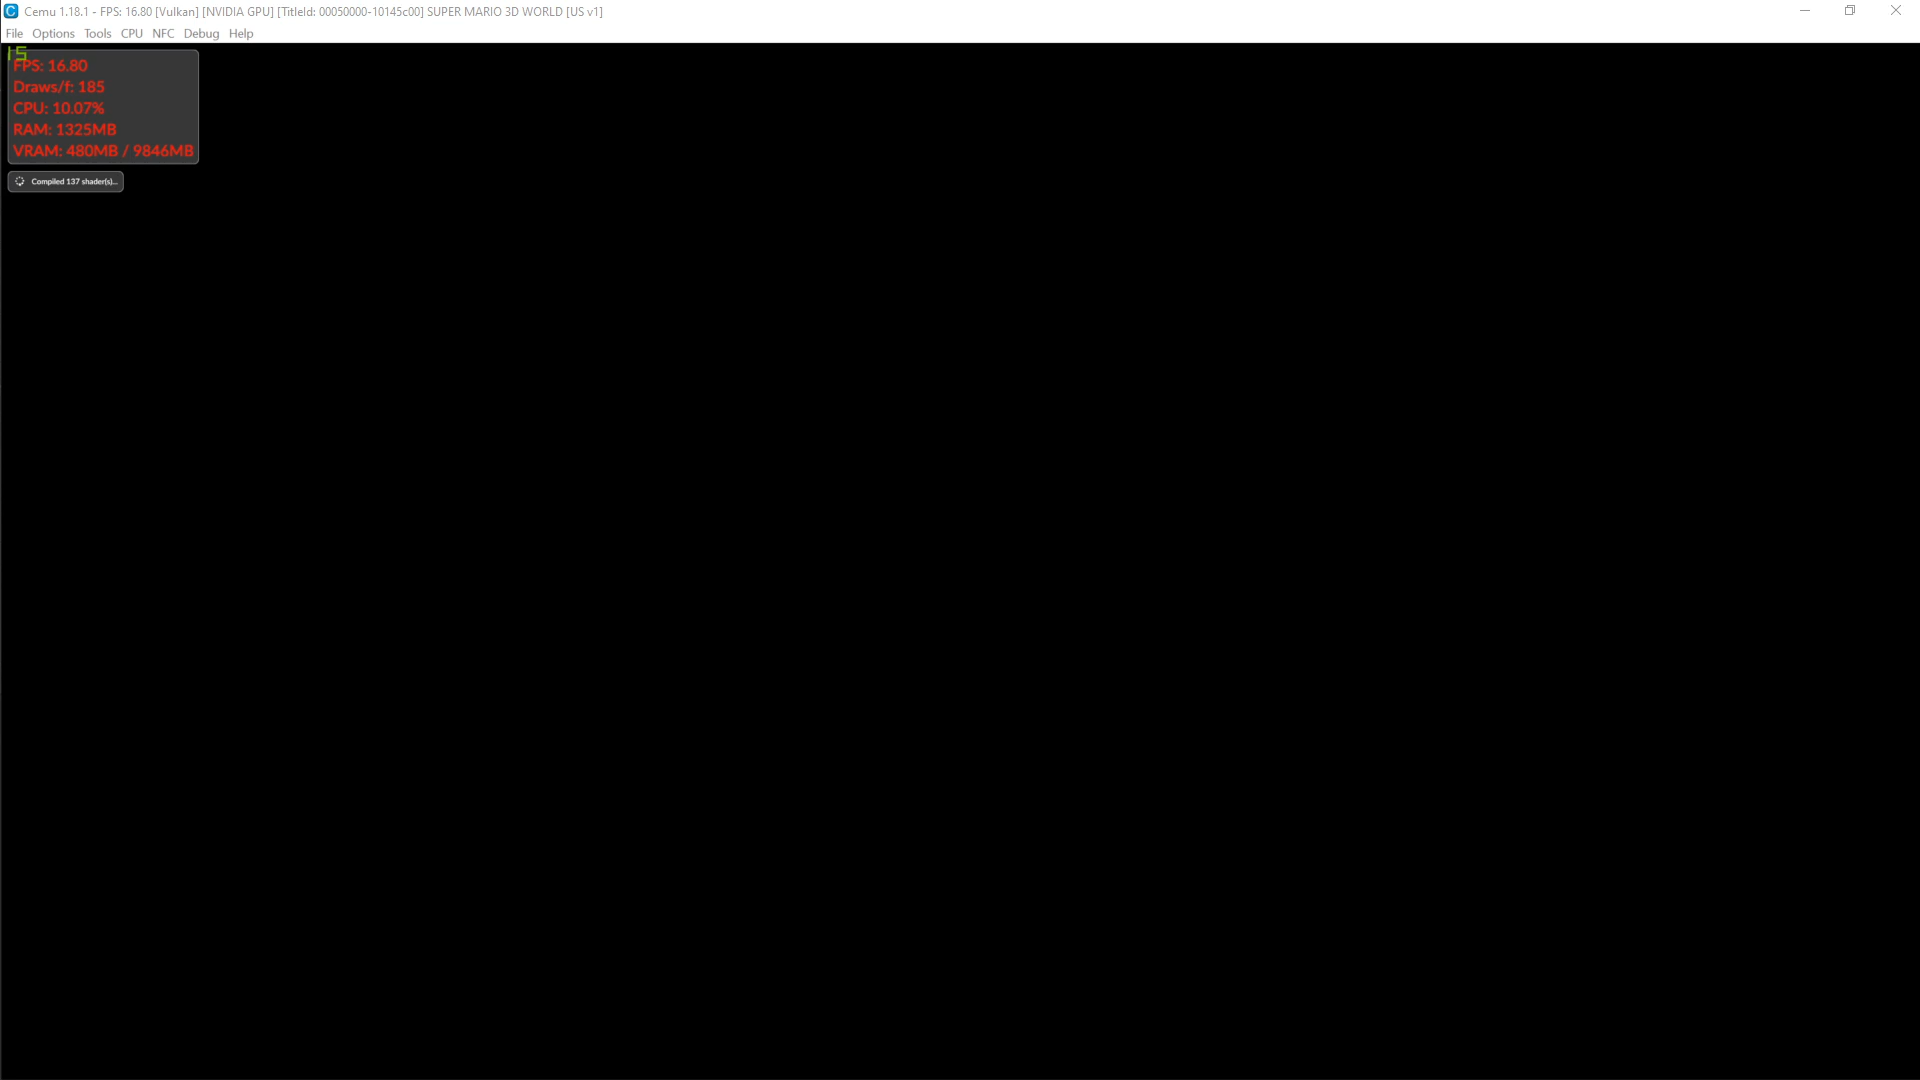 Cemu 1.18.1 - FPS: 16.80 [Vulkan] [NVIDIA GPU] [TitleId: 00050000-10145c00] SUPER MARIO 3D WORLD [US v1]
File Options Tools CPU NFC Debug Help
15
FPS: 16.80
Draws/f: 185
CPU: 10.07%
RAM: 1325MB
VRAM: 480MB / 9846MB
Compiled 137 shader(s)...